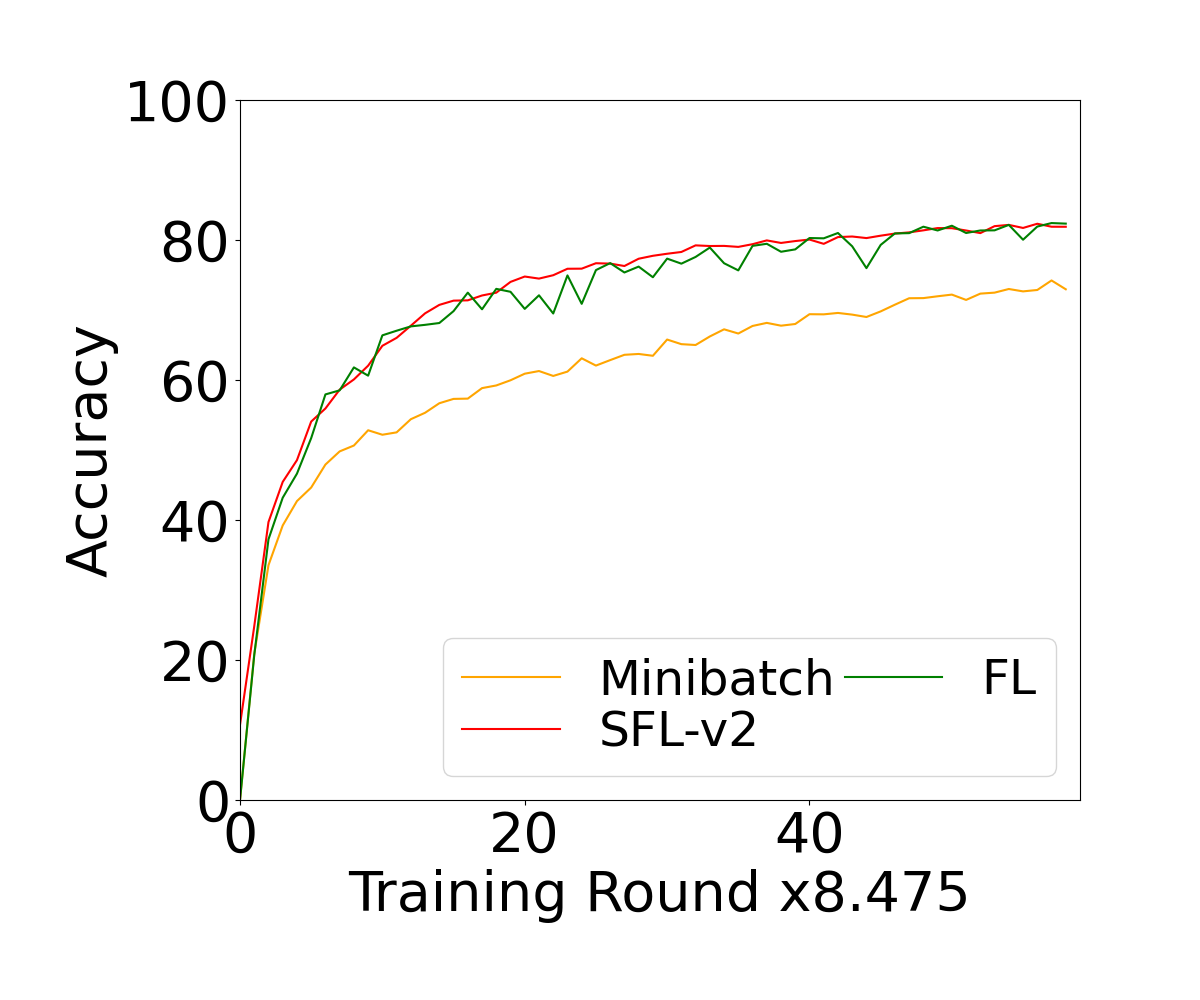 100
80
60
40
20
0
Accuracy
Minibatch
SFL-v2
FL
0 20 40
Training Round x8.475